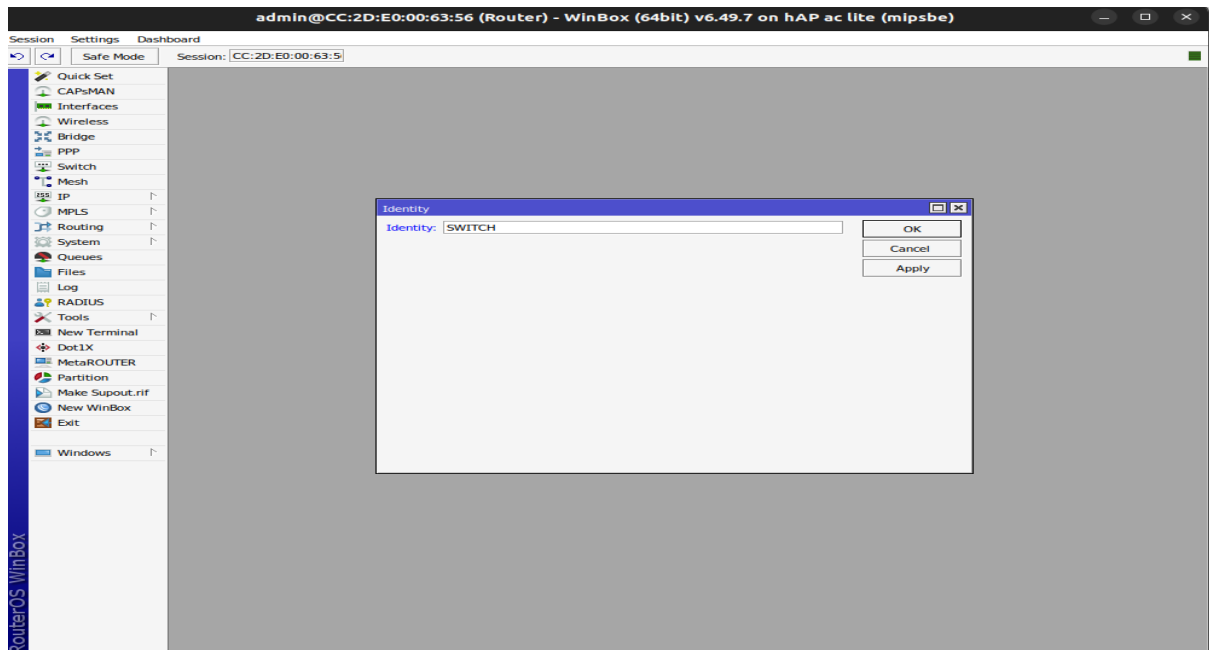 admin@CC:2D:E0:00:63:56 (Router) - WinBox (64bit) v6.49.7 on hAP ac lite (mipsbe)
Session Settings Dashboard
Safe Mode Session: CC:2D:E0:00:63:5
Quick Set
CAPsMAN
Interfaces
Wireless
Bridge
PPP
Switch
Mesh
IP
MPLS
Routing
System
Queues
Files
Log
RADIUS
Tools
New Terminal
Dot1X
MetaROUTER
Partition
Make Supout.rif
New WinBox
Exit
Windows
RouterOS WinBox
Identity
Identity: SWITCH
OK
Cancel
Apply